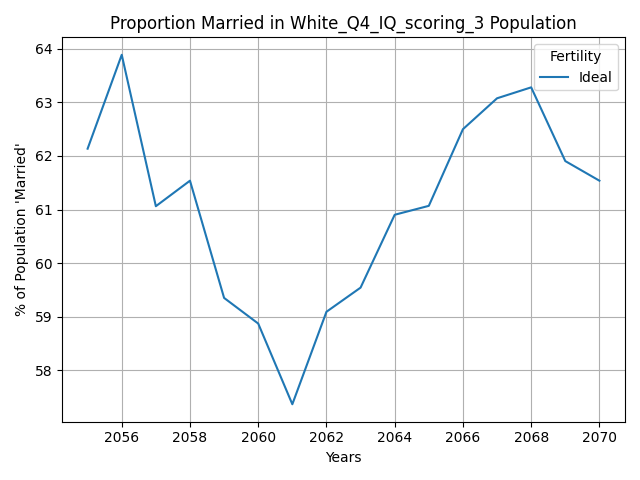 Proportion Married in White_Q4_IQ_scoring_3 Population
Fertility
Ideal
% of Population 'Married'
64
63
62
61
60
59
58
2056 2058 2060 2062 2064 2066 2068 2070
Years